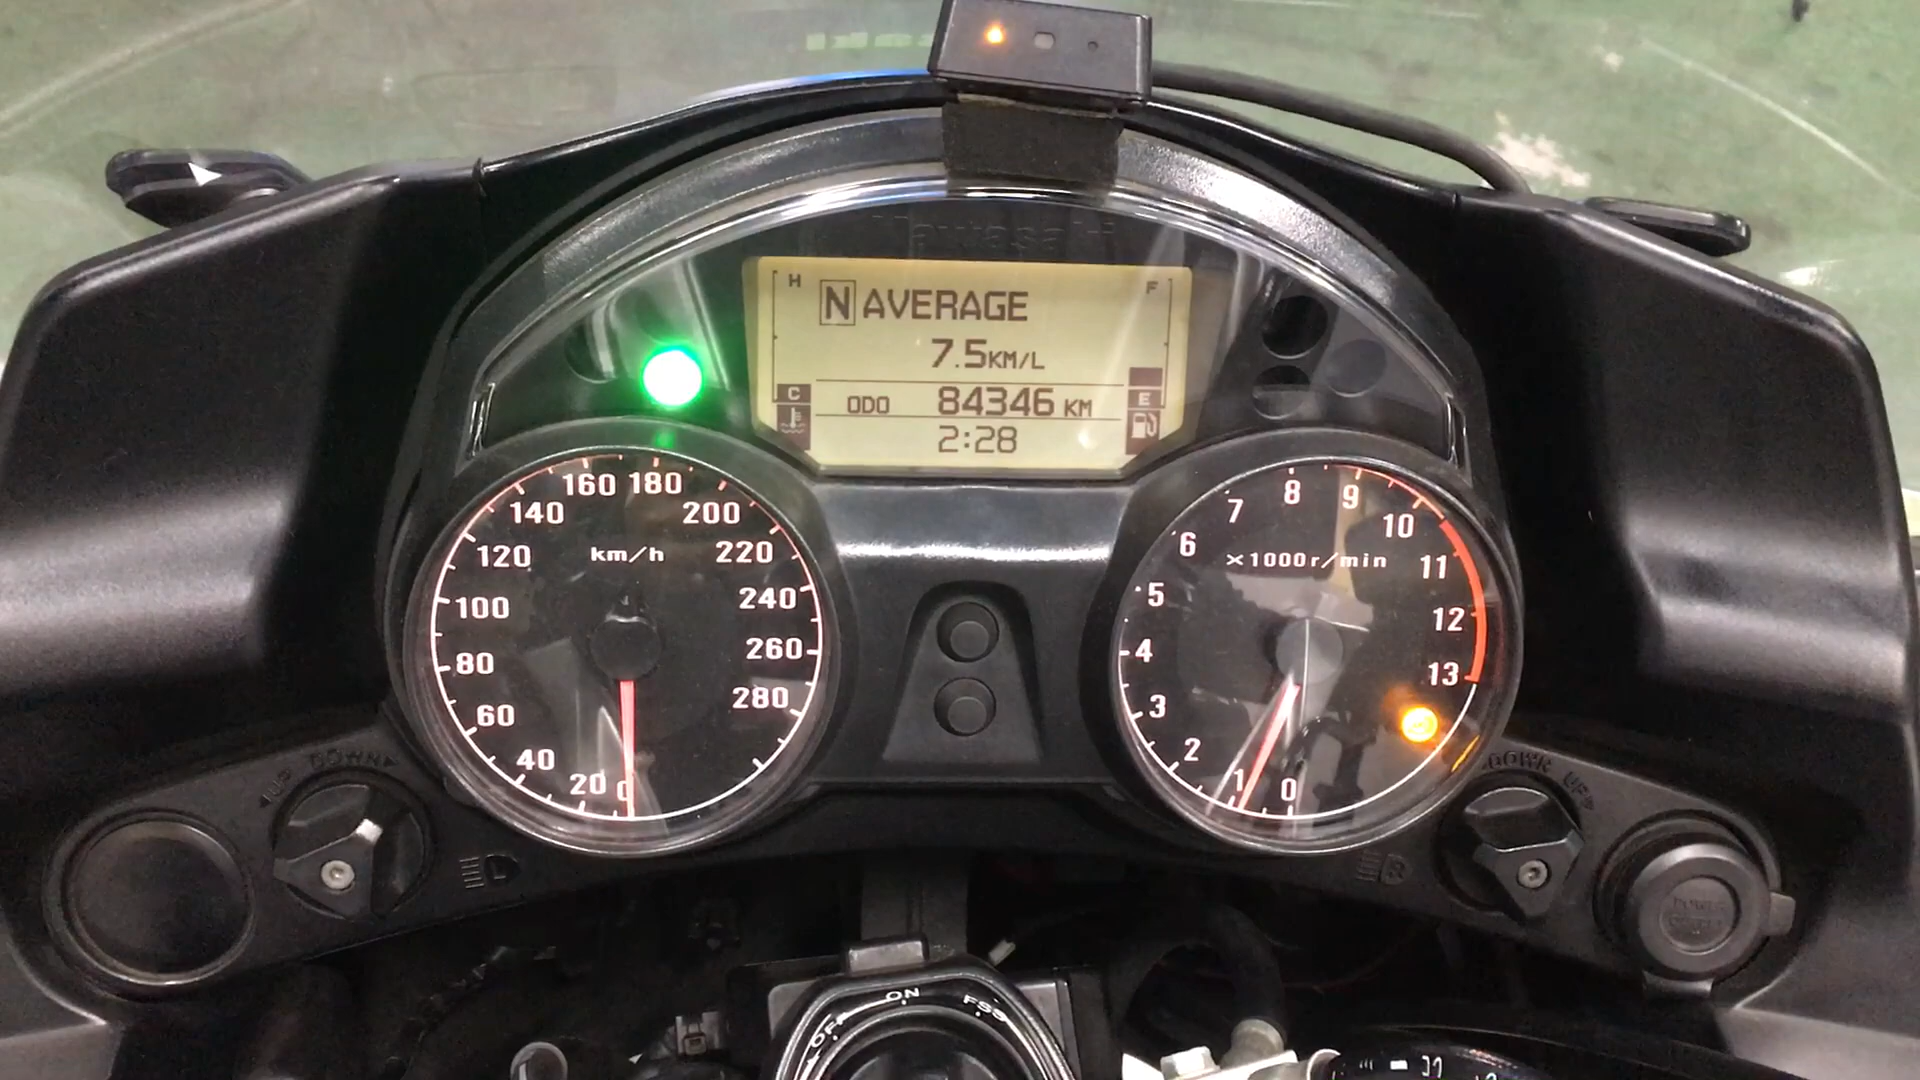 Kawasaki
H F
N AVERAGE
7.5KM/L
C E
ODO 84346 KM
2:28
0 20 40 60 80 100 120 140 160 180 200 220 240 260 280
km/h
0 1 2 3 4 5 6 7 8 9 10 11 12 13
×1000r/min
UP DOWN
DOWN UP
L
R
OFF ON FSS